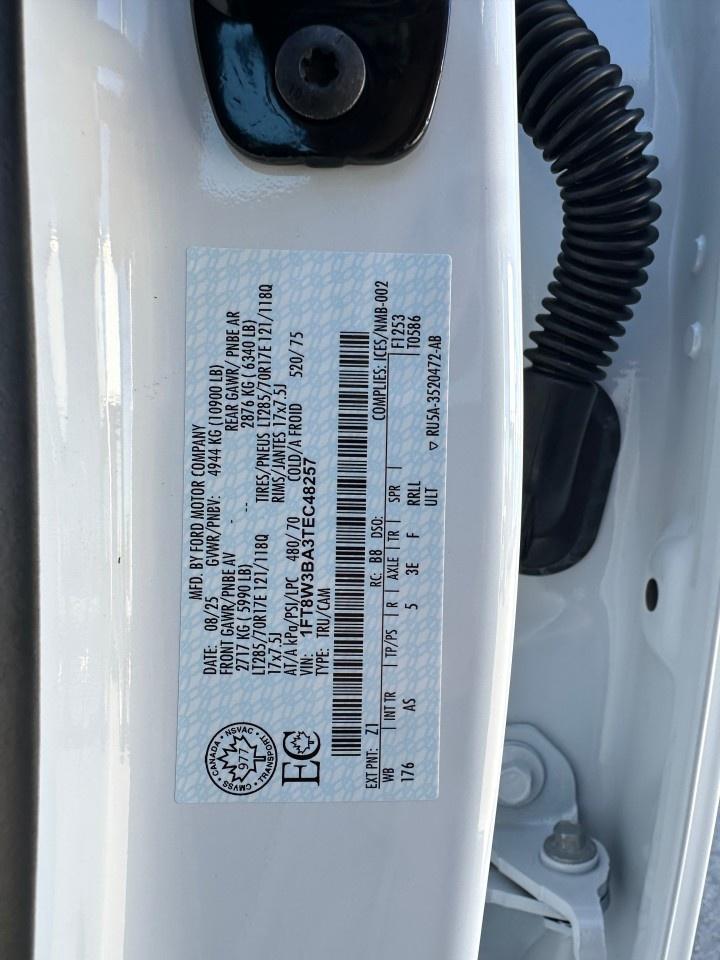 MFD. BY FORD MOTOR COMPANY
DATE: 08/25 GVWR/PNBV: 4944 KG (10900 LB)
FRONT GAWR/PNBE AV REAR GAWR/ PNBE AR
2717 KG ( 5990 LB) 2876 KG ( 6340 LB)
LT285/70R17E 121/118Q TIRES/PNEUS LT285/70R17E 121/118Q
17x7.5J RIMS/JANTES 17x7.5J
AT/A kPa/PSI/LPC 480/70 COLD/A FROID 520/75
VIN: 1FT8W3BA3TEC48257
TYPE: TRU/CAM
CANADA NSVAC
977
CMVSS TRANSPORT
EC
EXT PNT: Z1 RC: B8 DSO: COMPLIES: ICES/NMB-002
WB INT TR TP/PS R AXLE TR SPR F1253
176 AS 5 3E F RRLL T0586
ULT ▽ RU5A-3520472-AB